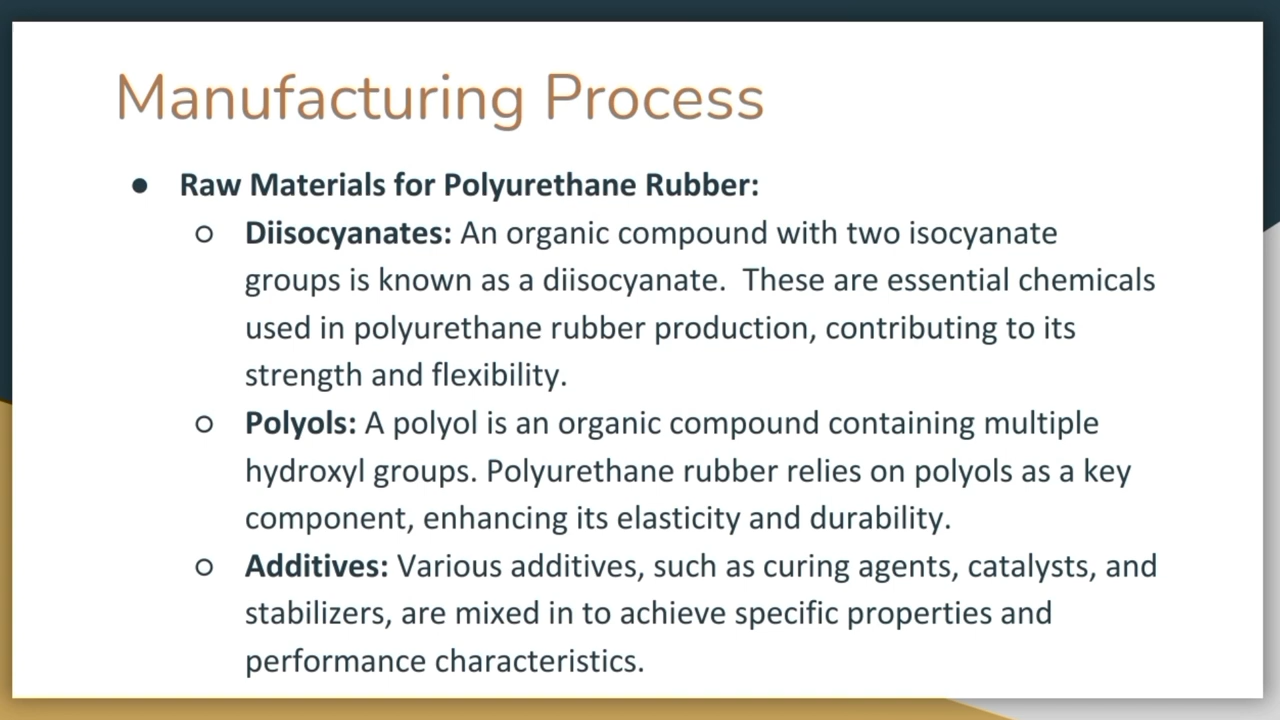 Manufacturing Process
● Raw Materials for Polyurethane Rubber:
○ Diisocyanates: An organic compound with two isocyanate
groups is known as a diisocyanate.  These are essential chemicals
used in polyurethane rubber production, contributing to its
strength and flexibility.
○ Polyols: A polyol is an organic compound containing multiple
hydroxyl groups. Polyurethane rubber relies on polyols as a key
component, enhancing its elasticity and durability.
○ Additives: Various additives, such as curing agents, catalysts, and
stabilizers, are mixed in to achieve specific properties and
performance characteristics.